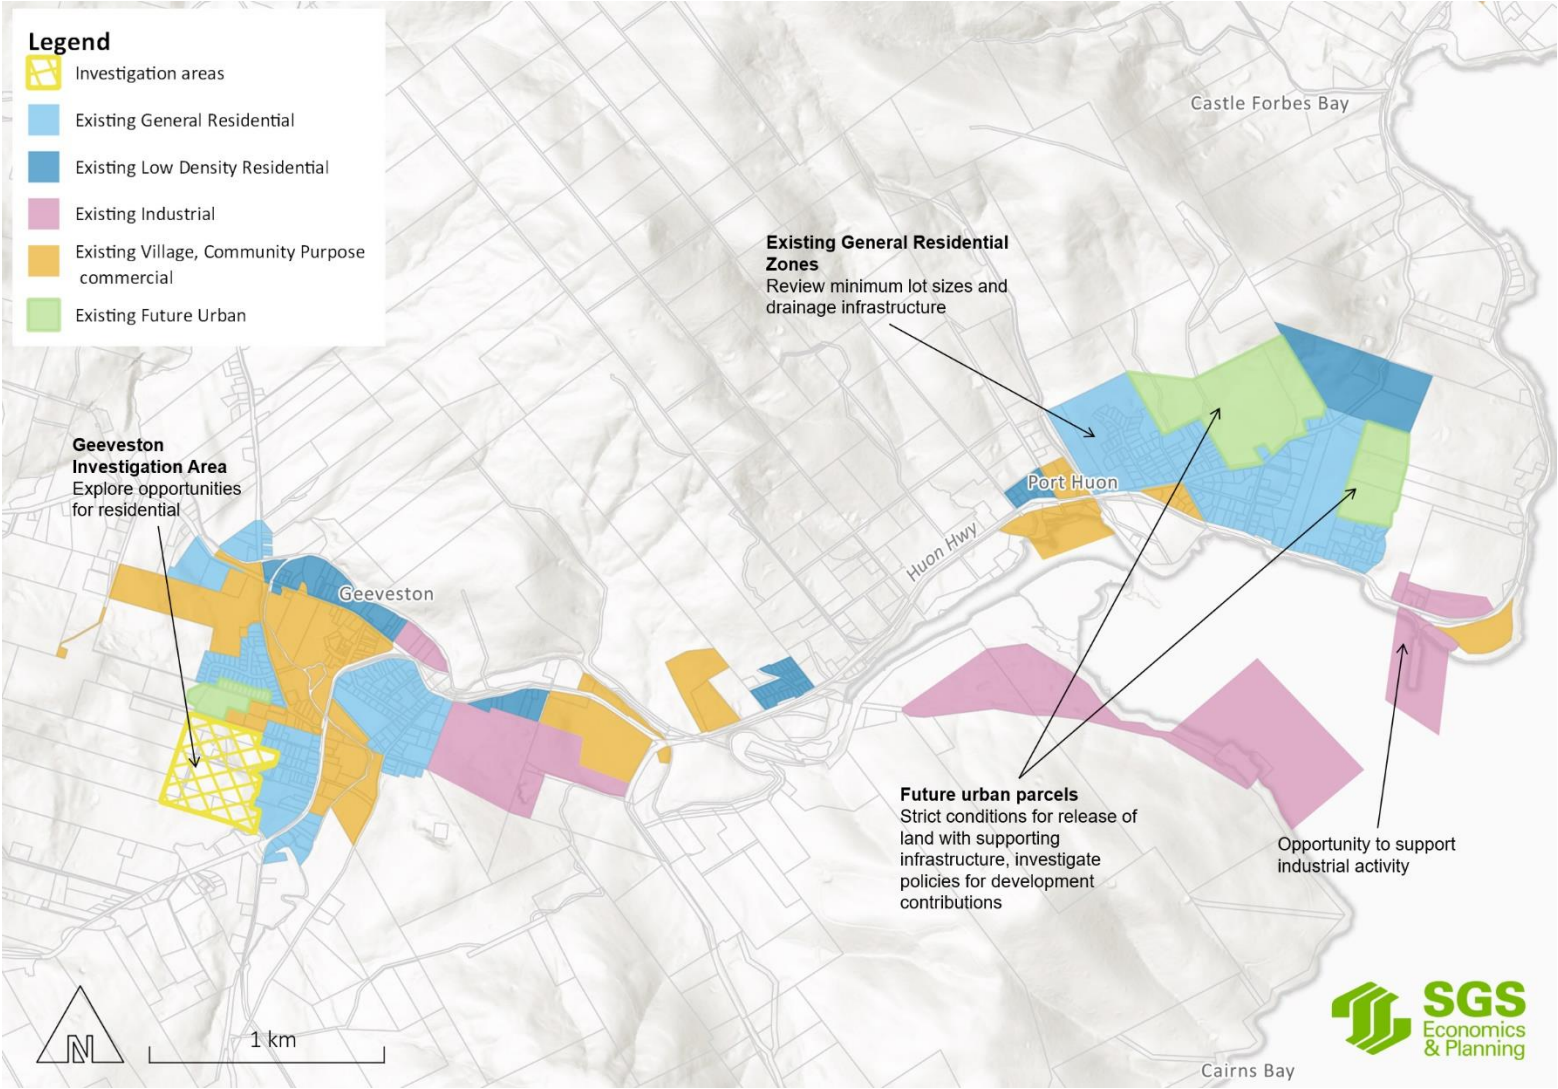 Legend
Investigation areas
Existing General Residential
Existing Low Density Residential
Existing Industrial
Existing Village, Community Purpose
commercial
Existing Future Urban
Castle Forbes Bay
Existing General Residential
Zones
Review minimum lot sizes and
drainage infrastructure
Geeveston
Investigation Area
Explore opportunities
for residential
Port Huon
Huon Hwy
Geeveston
Future urban parcels
Strict conditions for release of
land with supporting
infrastructure, investigate
policies for development
contributions
Opportunity to support
industrial activity
N
1 km
SGS
Economics
& Planning
Cairns Bay